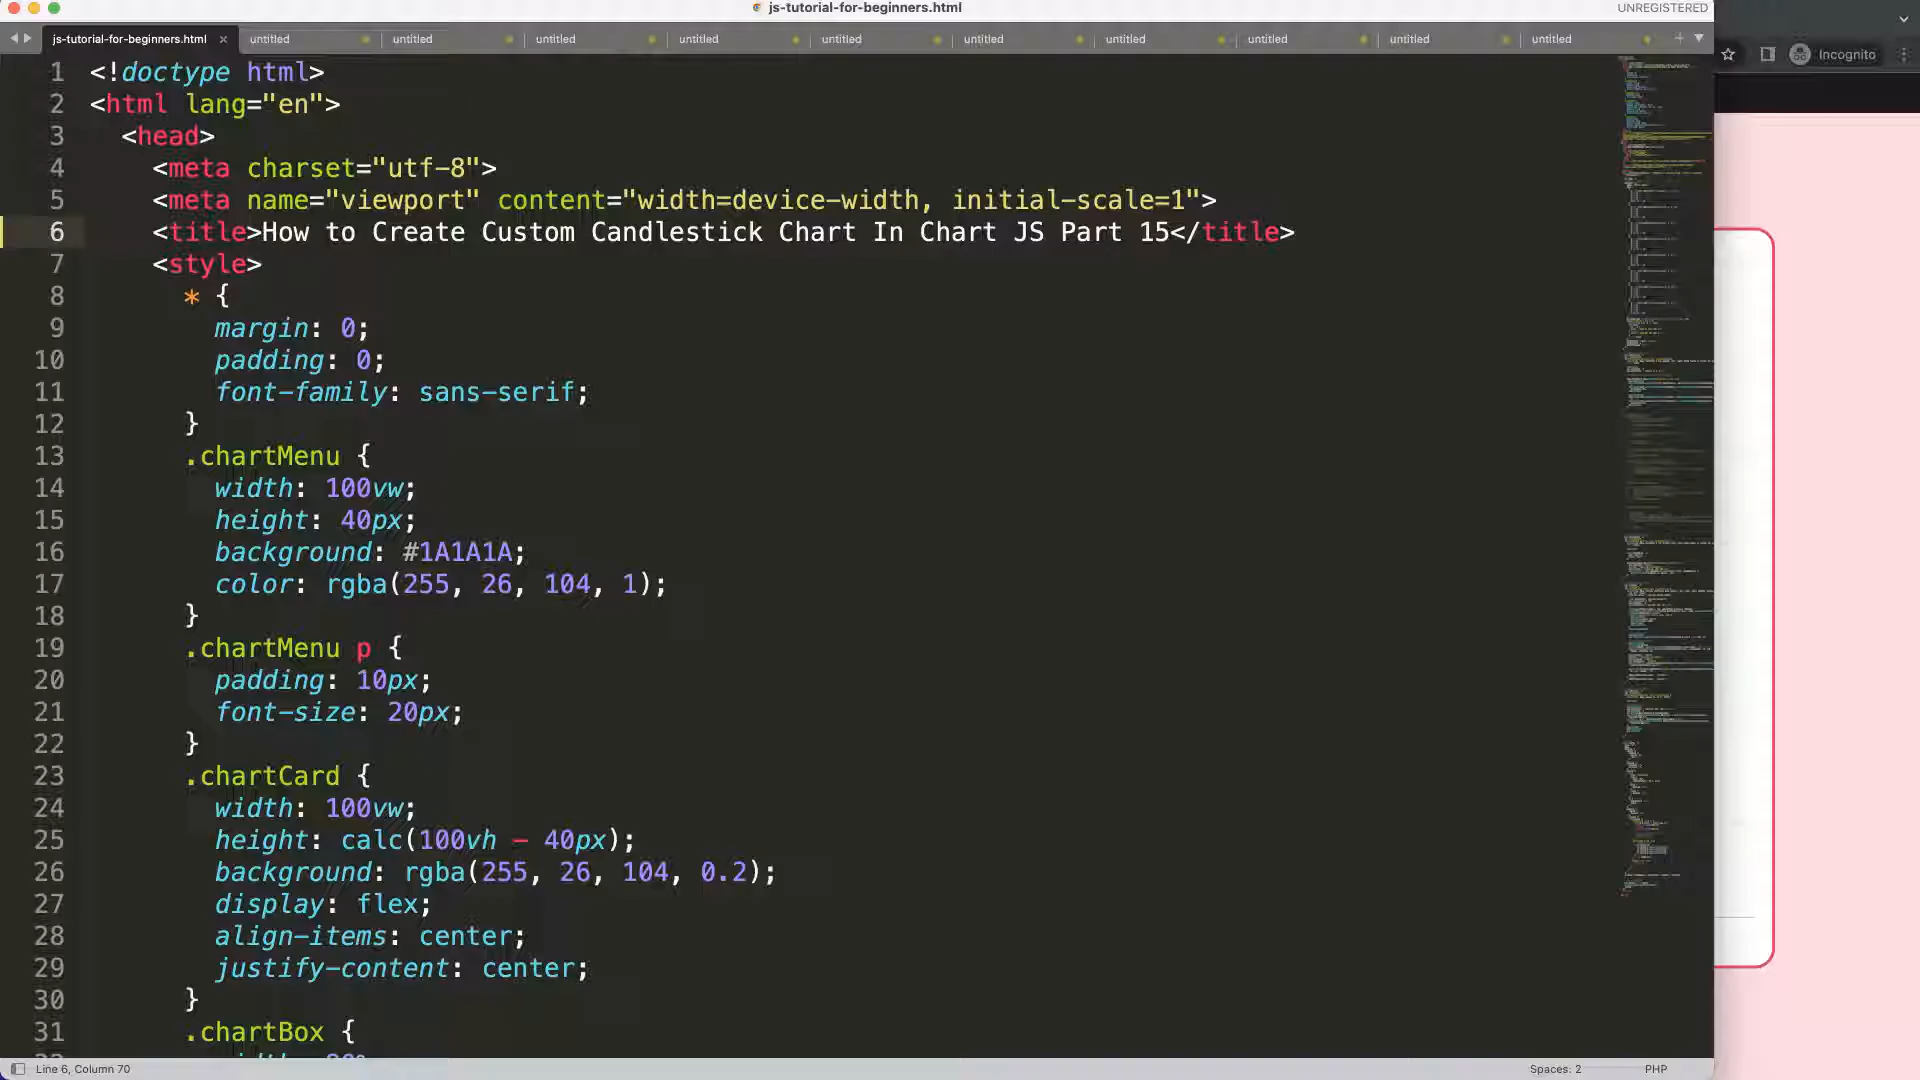 js-tutorial-for-beginners.html
UNREGISTERED
js-tutorial-for-beginners.html × untitled untitled untitled untitled untitled untitled untitled untitled untitled untitled
Incognito
1 <!doctype html>
2 <html lang="en">
3 <head>
4 <meta charset="utf-8">
5 <meta name="viewport" content="width=device-width, initial-scale=1">
6 <title>How to Create Custom Candlestick Chart In Chart JS Part 15</title>
7 <style>
8 * {
9 margin: 0;
10 padding: 0;
11 font-family: sans-serif;
12 }
13 .chartMenu {
14 width: 100vw;
15 height: 40px;
16 background: #1A1A1A;
17 color: rgba(255, 26, 104, 1);
18 }
19 .chartMenu p {
20 padding: 10px;
21 font-size: 20px;
22 }
23 .chartCard {
24 width: 100vw;
25 height: calc(100vh - 40px);
26 background: rgba(255, 26, 104, 0.2);
27 display: flex;
28 align-items: center;
29 justify-content: center;
30 }
31 .chartBox {
Line 6, Column 70
Spaces: 2
PHP